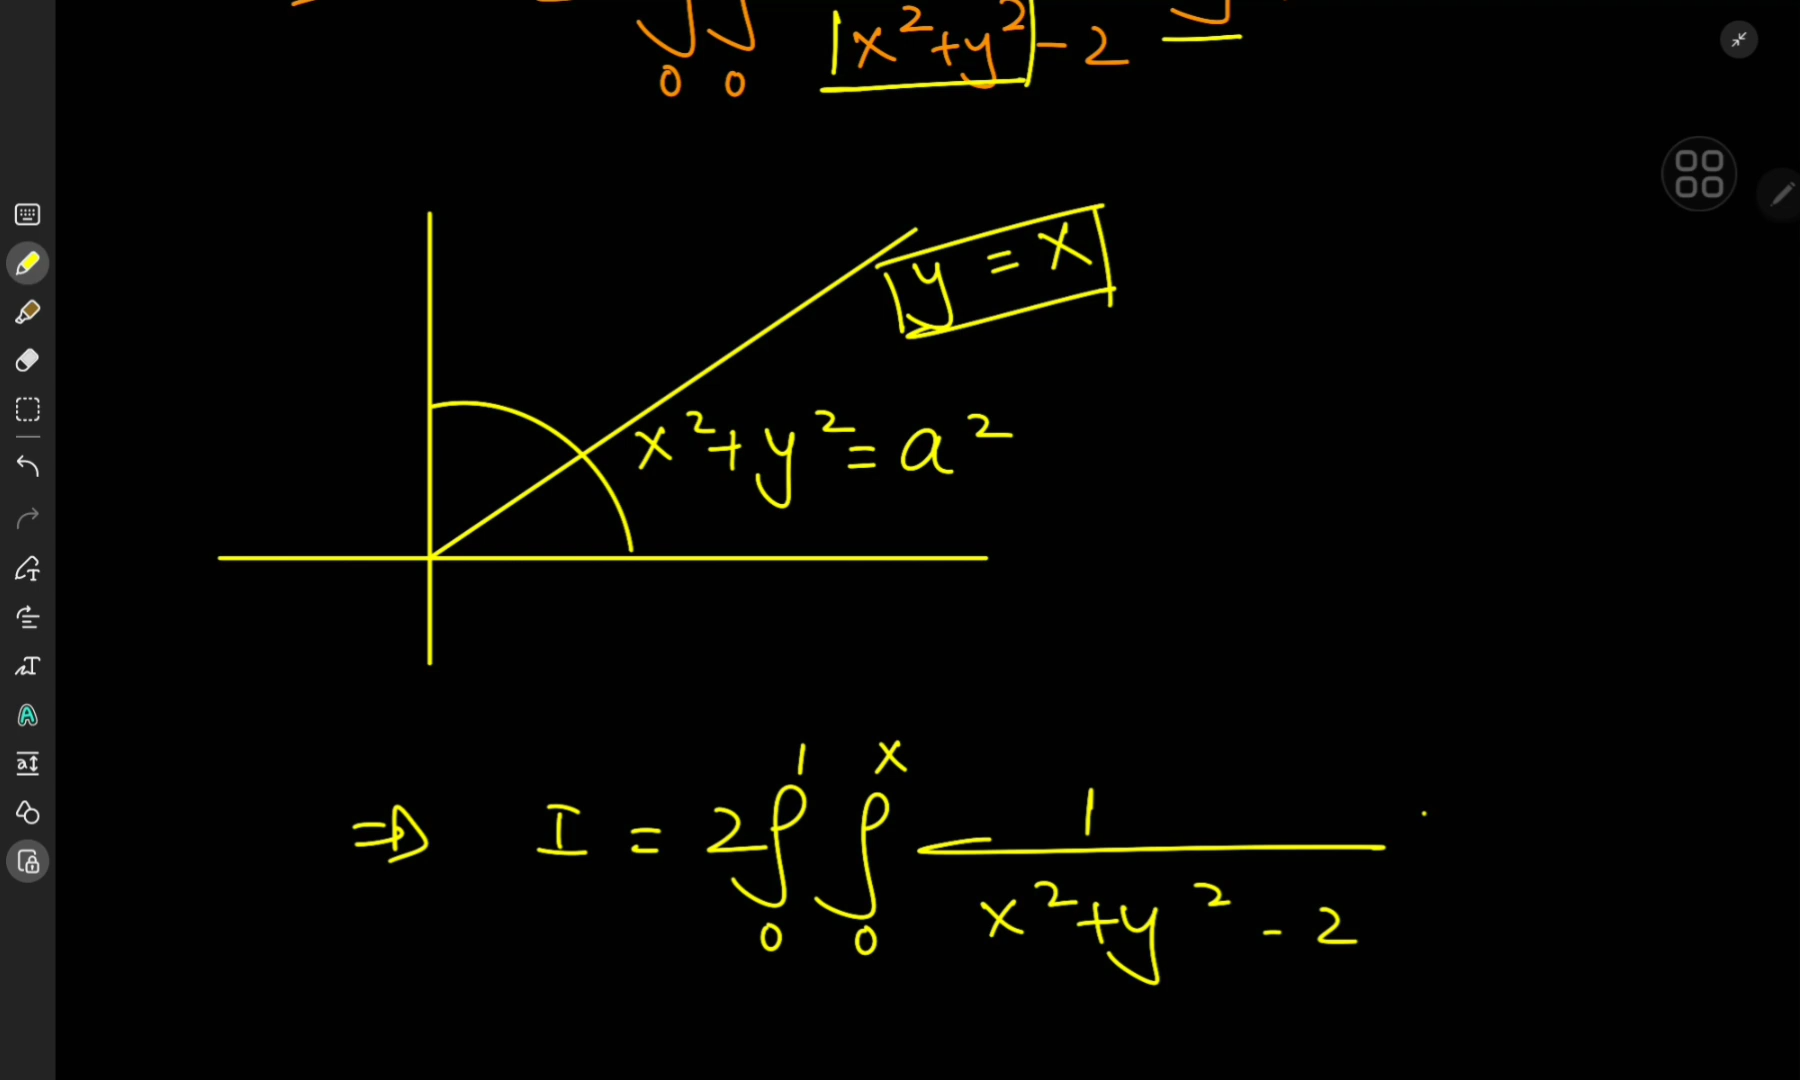 ∫∫ x²+y² - 2
0 0
y = x
x²+y² = a²
1 x
⇒ I = 2∫ ∫ 1
x²+y² - 2
0 0